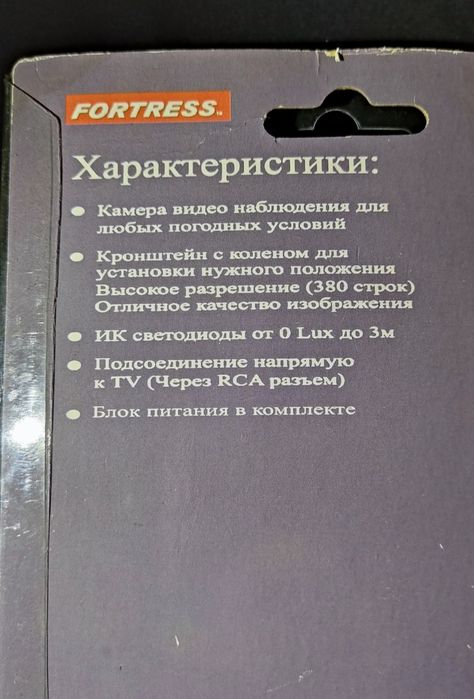 FORTRESS™
Характеристики:
● Камера видео наблюдения для
любых погодных условий
● Кронштейн с коленом для
установки нужного положения
Высокое разрешение (380 строк)
Отличное качество изображения
● ИК светодиоды от 0 Lux до 3м
● Подсоединение напрямую
к TV (Через RCA разъем)
● Блок питания в комплекте